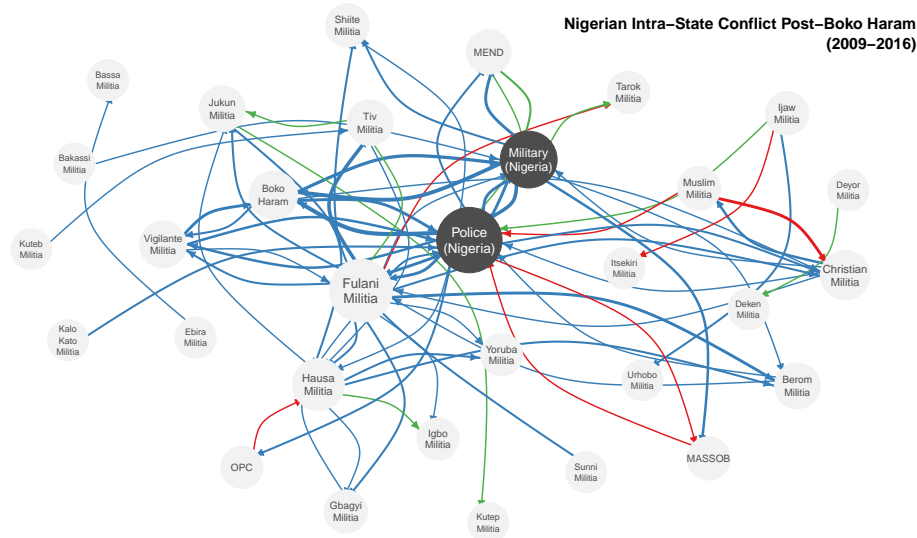 Nigerian Intra−State Conflict Post−Boko Haram
(2009−2016)
Shiite
Militia
MEND
Bassa
Militia
Tarok
Militia
Jukun
Militia
Tiv
Militia
Ijaw
Militia
Military
(Nigeria)
Bakassi
Militia
Boko
Haram
Muslim
Militia
Deyor
Militia
Kuteb
Militia
Vigilante
Militia
Police
(Nigeria)
Itsekiri
Militia
Christian
Militia
Fulani
Militia
Deken
Militia
Kalo
Kato
Militia
Ebira
Militia
Yoruba
Militia
Urhobo
Militia
Berom
Militia
Hausa
Militia
Igbo
Militia
OPC
Sunni
Militia
MASSOB
Gbagyi
Militia
Kutep
Militia